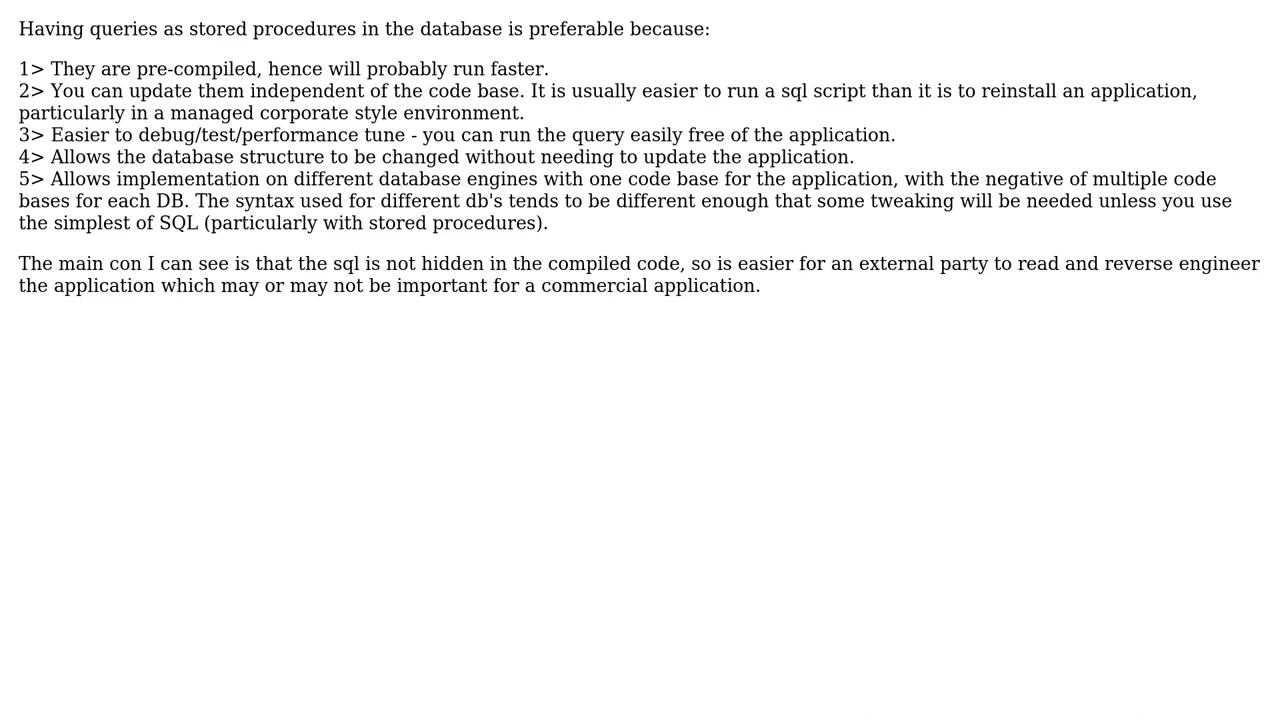 Having queries as stored procedures in the database is preferable because:
1> They are pre-compiled, hence will probably run faster.
2> You can update them independent of the code base. It is usually easier to run a sql script than it is to reinstall an application,
particularly in a managed corporate style environment.
3> Easier to debug/test/performance tune - you can run the query easily free of the application.
4> Allows the database structure to be changed without needing to update the application.
5> Allows implementation on different database engines with one code base for the application, with the negative of multiple code
bases for each DB. The syntax used for different db's tends to be different enough that some tweaking will be needed unless you use
the simplest of SQL (particularly with stored procedures).
The main con I can see is that the sql is not hidden in the compiled code, so is easier for an external party to read and reverse engineer
the application which may or may not be important for a commercial application.